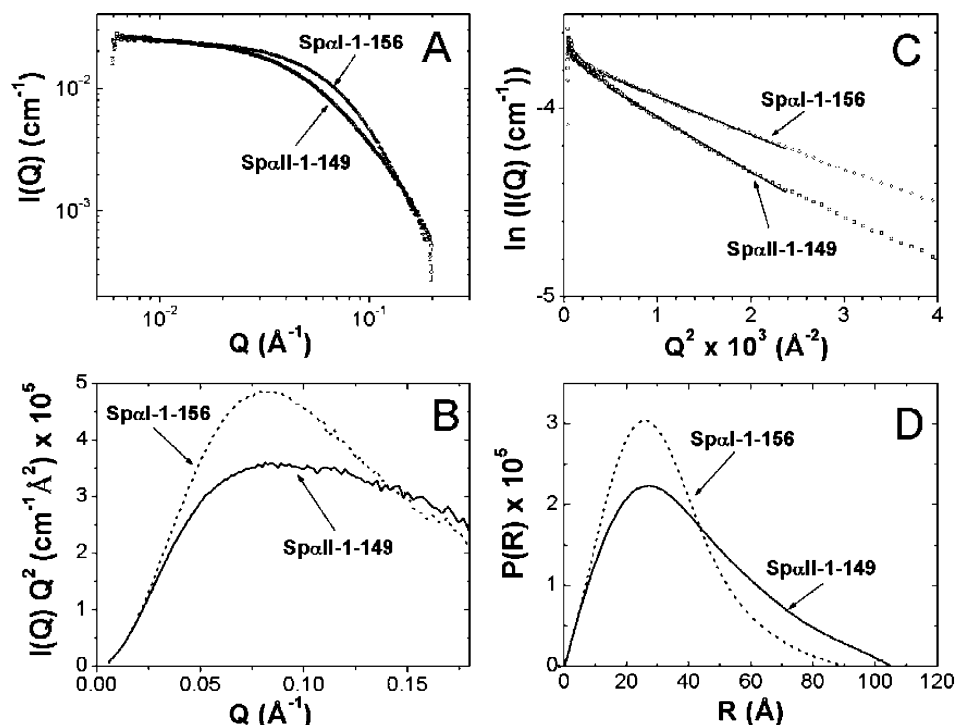 A
I(Q) (cm⁻¹)
10⁻²
10⁻³
10⁻²
10⁻¹
Q (Å⁻¹)
SpαI-1-156
SpαII-1-149
C
ln (I(Q) (cm⁻¹))
-4
-5
0
1
2
3
4
Q² x 10³ (Å⁻²)
SpαI-1-156
SpαII-1-149
B
I(Q) Q² (cm⁻¹ Å²) x 10⁵
5
4
3
2
1
0
0.00
0.05
0.10
0.15
Q (Å⁻¹)
SpαI-1-156
SpαII-1-149
D
P(R) x 10⁵
3
2
1
0
0
20
40
60
80
100
120
R (Å)
SpαI-1-156
SpαII-1-149